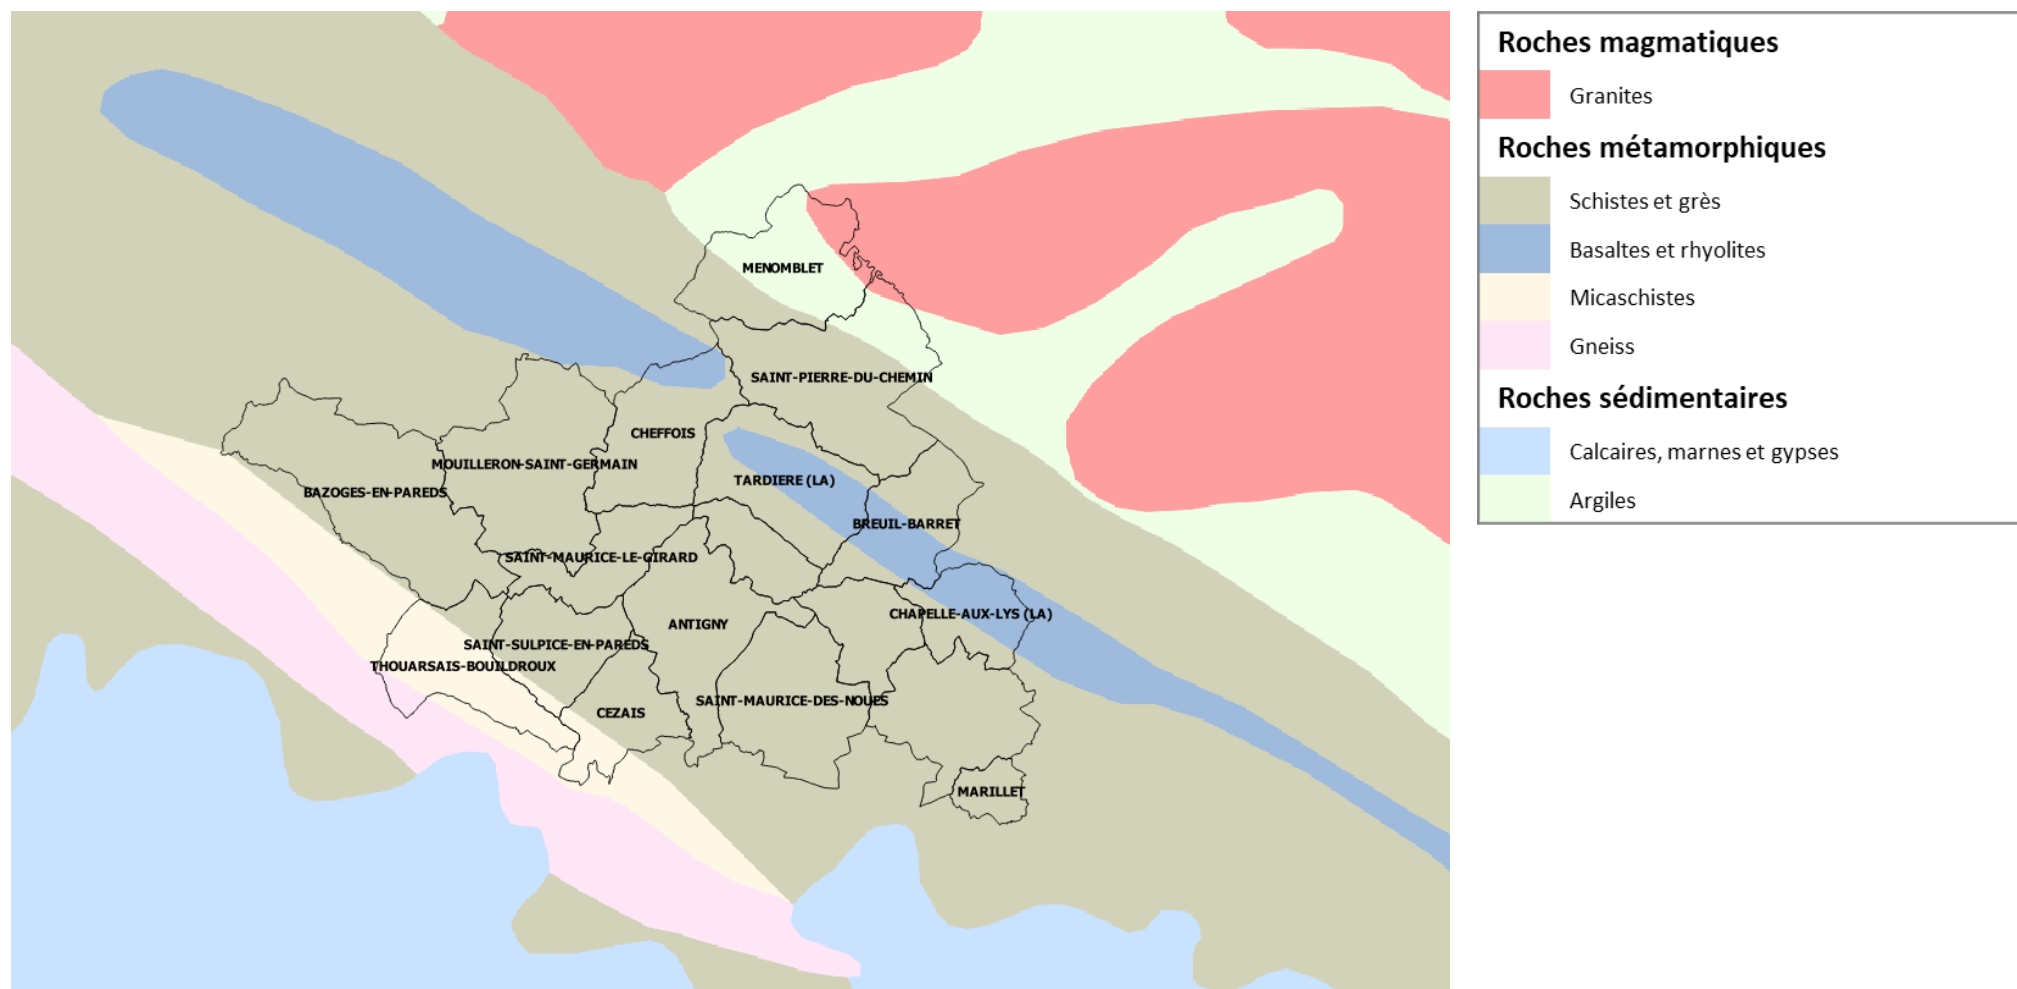 MENOMBLET
SAINT-PIERRE-DU-CHEMIN
CHEFFOIS
MOUILLERON-SAINT-GERMAIN
TARDIERE (LA)
BAZOGES-EN-PAREDS
BREUIL-BARRET
SAINT-MAURICE-LE-GIRARD
CHAPELLE-AUX-LYS (LA)
ANTIGNY
SAINT-SULPICE-EN-PAREDS
THOUARSAIS-BOUILDROUX
SAINT-MAURICE-DES-NOUES
CEZAIS
MARILLET
Roches magmatiques
Granites
Roches métamorphiques
Schistes et grès
Basaltes et rhyolites
Micaschistes
Gneiss
Roches sédimentaires
Calcaires, marnes et gypses
Argiles